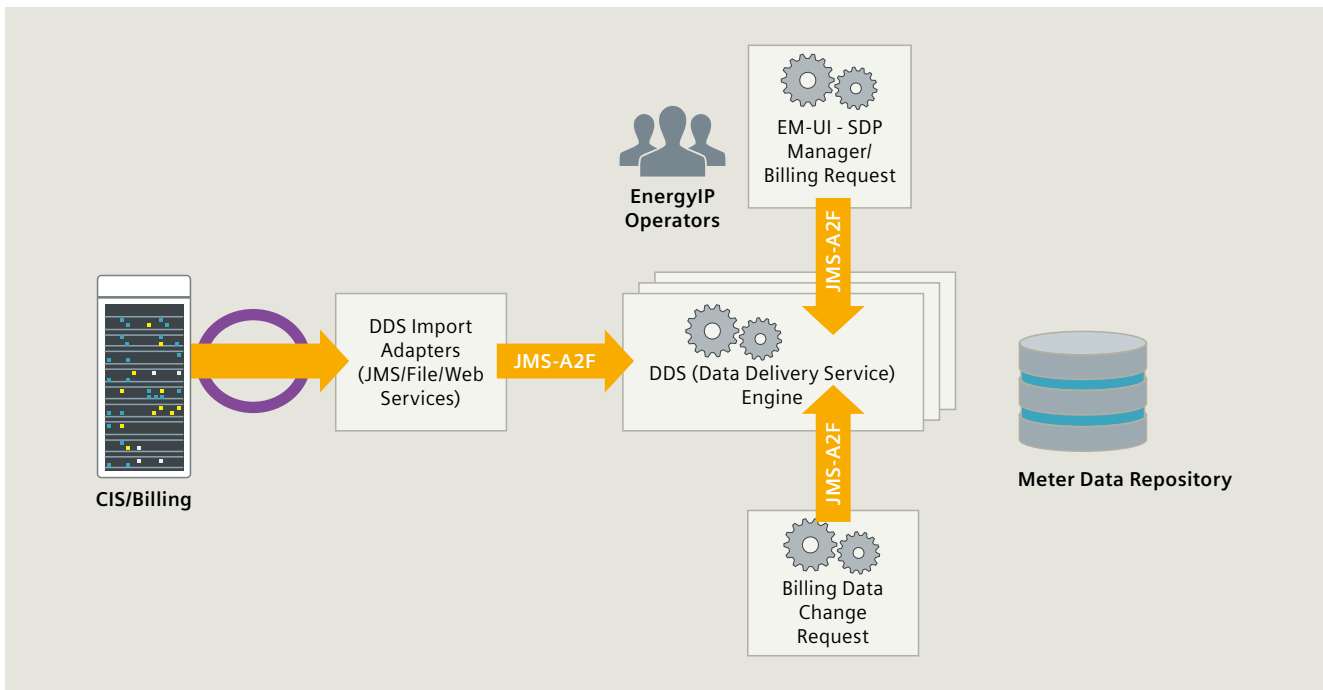 EM-UI - SDP
Manager/
Billing Request
EnergyIP
Operators
JMS-A2F
DDS Import
Adapters
(JMS/File/Web
Services)
JMS-A2F
DDS (Data Delivery Service)
Engine
CIS/Billing
JMS-A2F
Meter Data Repository
Billing Data
Change
Request